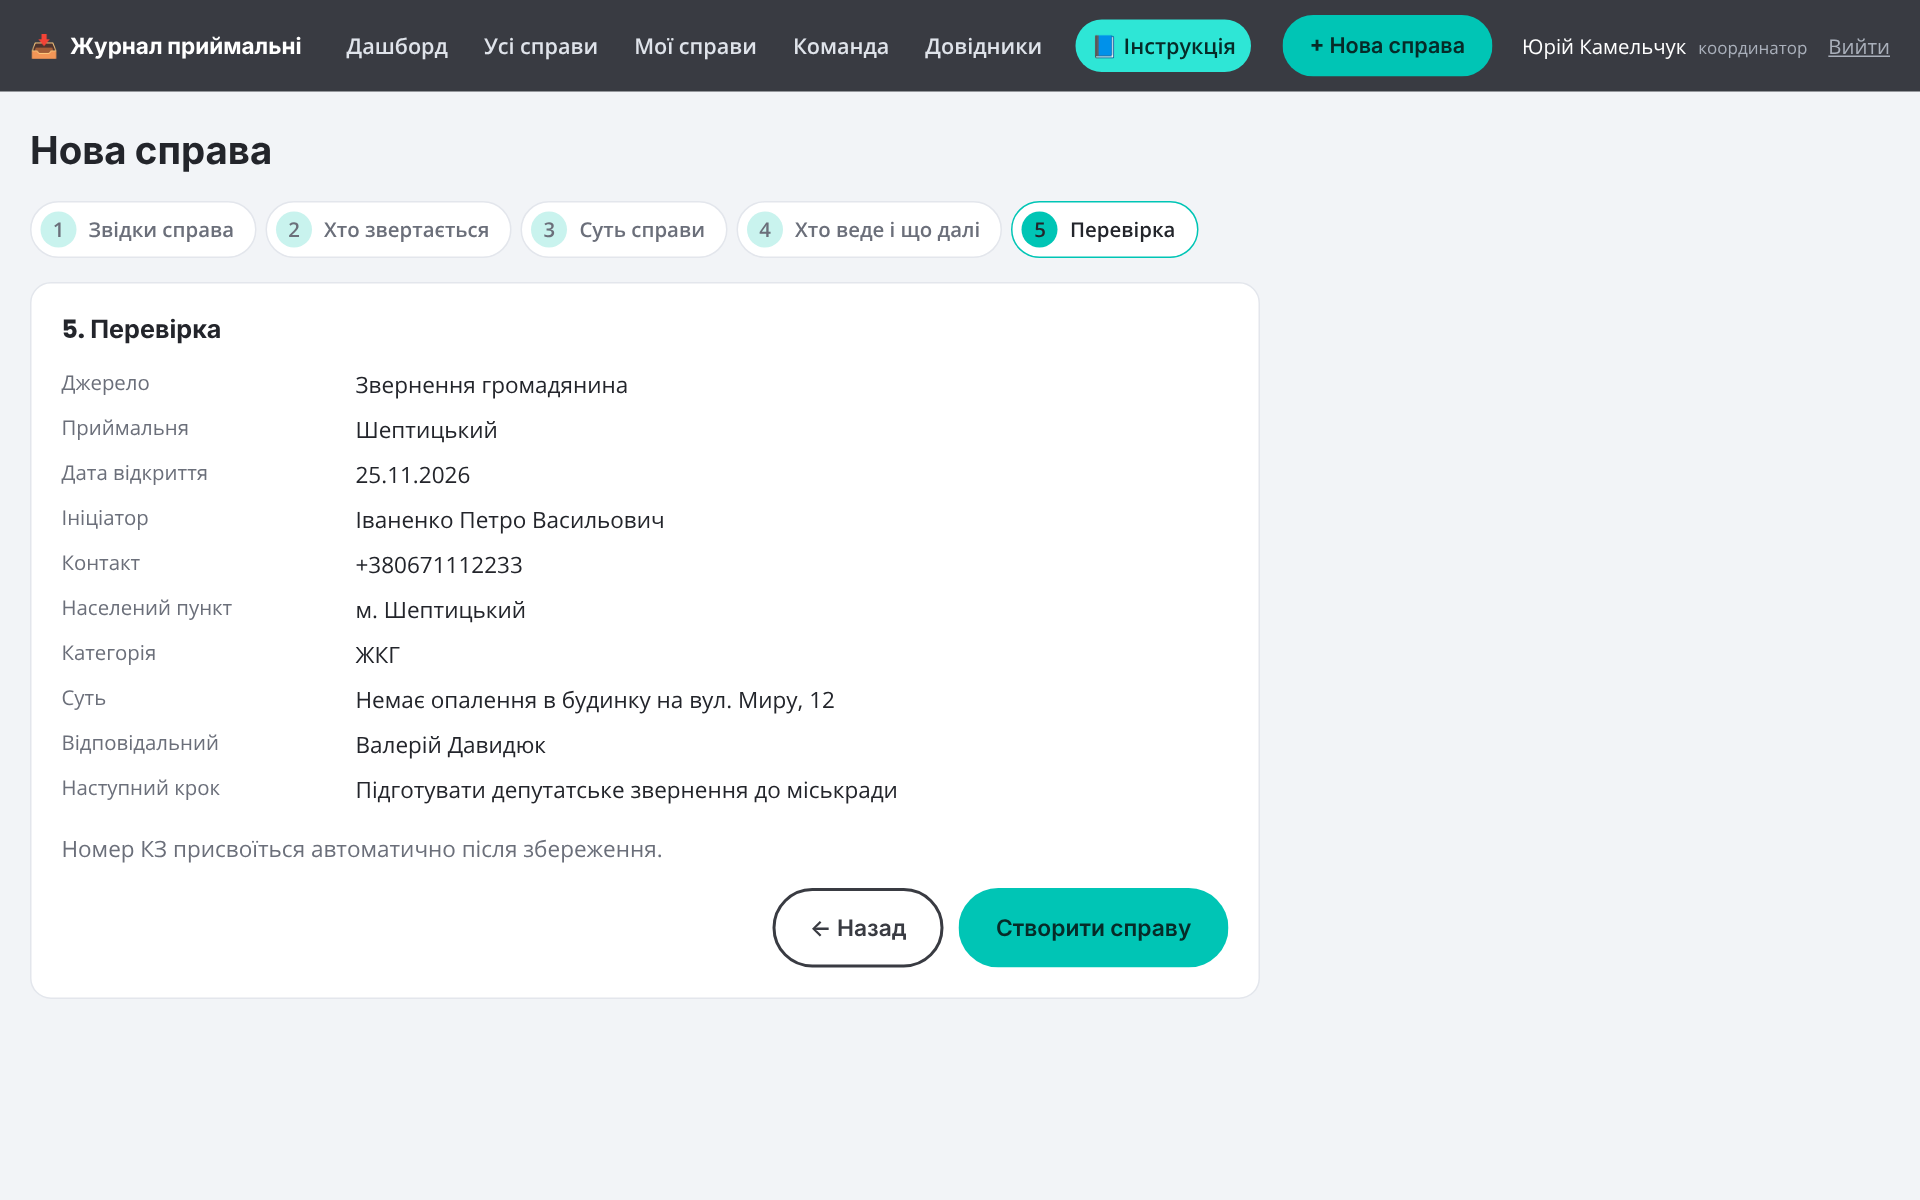 Журнал приймальні Дашборд Усі справи Мої справи Команда Довідники Інструкція + Нова справа Юрій Камельчук координатор Вийти
Нова справа
1 Звідки справа 2 Хто звертається 3 Суть справи 4 Хто веде і що далі 5 Перевірка
5. Перевірка
Джерело Звернення громадянина
Приймальня Шептицький
Дата відкриття 25.11.2026
Ініціатор Іваненко Петро Васильович
Контакт +380671112233
Населений пункт м. Шептицький
Категорія ЖКГ
Суть Немає опалення в будинку на вул. Миру, 12
Відповідальний Валерій Давидюк
Наступний крок Підготувати депутатське звернення до міськради
Номер КЗ присвоїться автоматично після збереження.
← Назад Створити справу